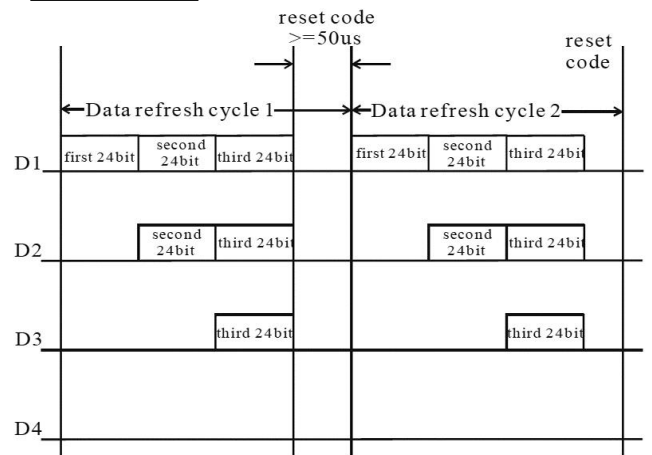 reset code
>=50us
reset
code
Data refresh cycle 1
Data refresh cycle 2
D1
first 24bit
second
24bit
third 24bit
first 24bit
second
24bit
third 24bit
D2
second
24bit
third 24bit
second
24bit
third 24bit
D3
third 24bit
third 24bit
D4